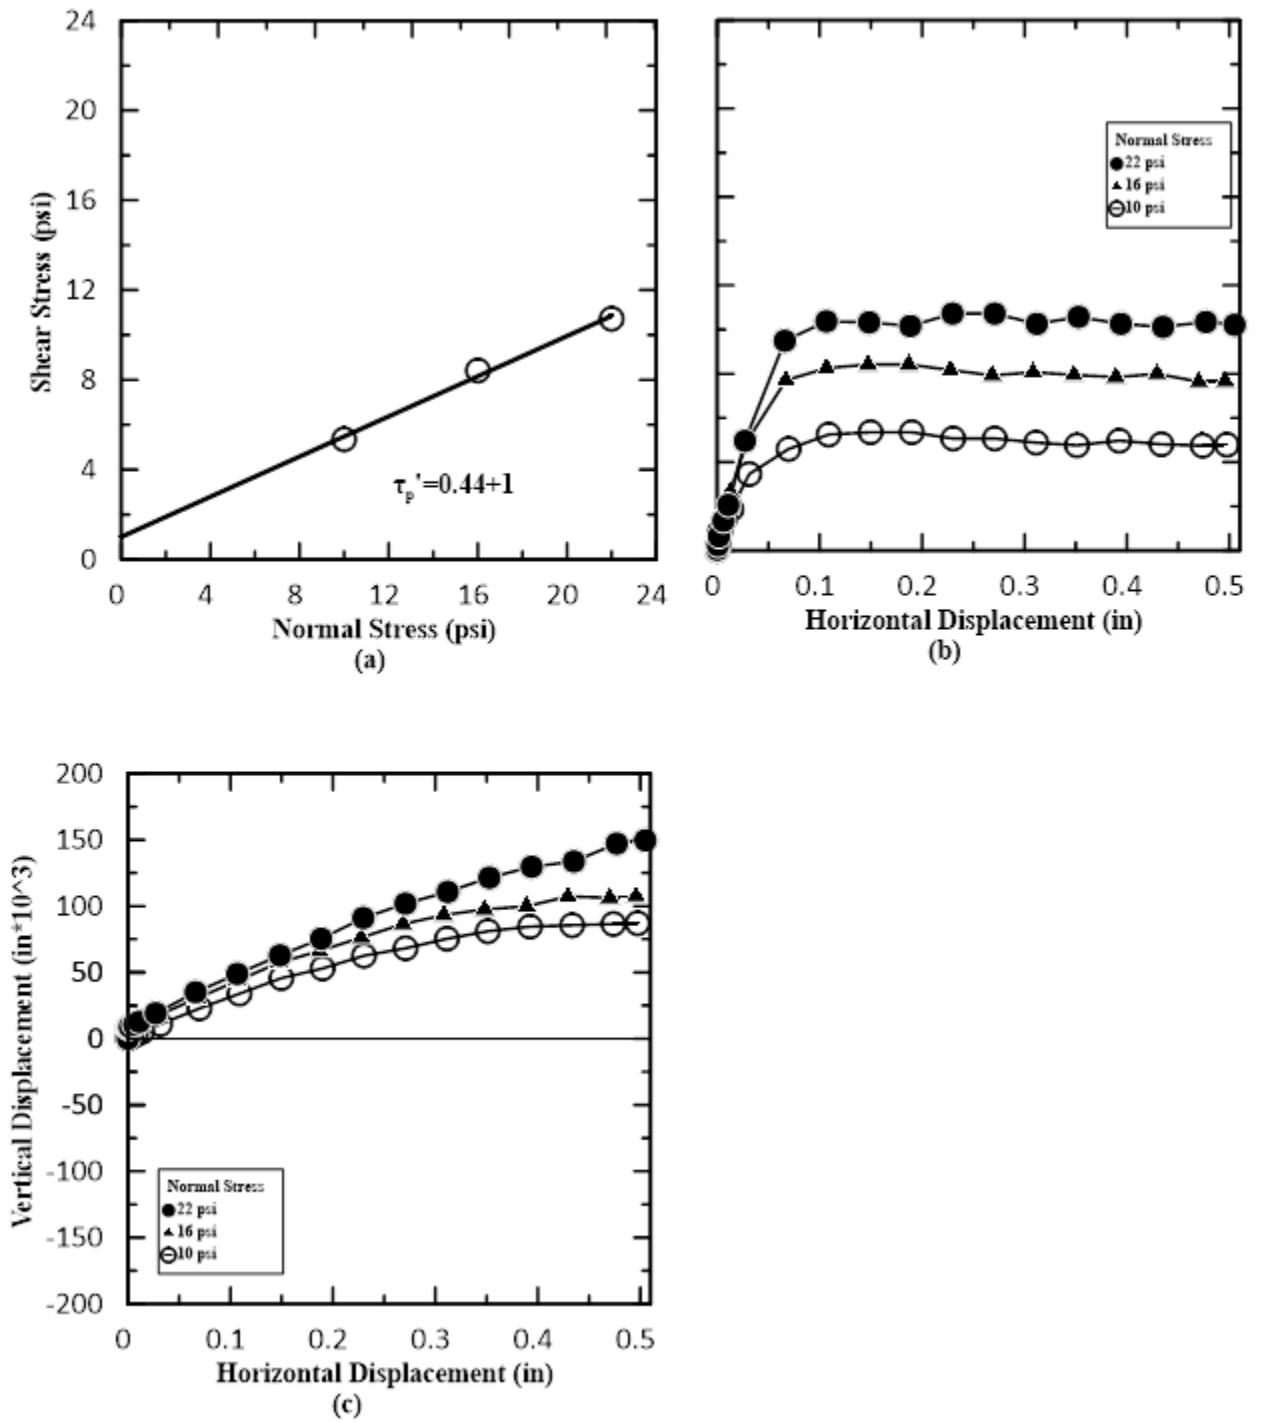 24
20
16
12
8
4
0
Shear Stress (psi)
τp'=0.44+1
0 4 8 12 16 20 24
Normal Stress (psi)
(a)
Normal Stress
22 psi
16 psi
10 psi
0 0.1 0.2 0.3 0.4 0.5
Horizontal Displacement (in)
(b)
200
150
100
50
0
-50
-100
-150
-200
Vertical Displacement (in*10^3)
Normal Stress
22 psi
16 psi
10 psi
0 0.1 0.2 0.3 0.4 0.5
Horizontal Displacement (in)
(c)